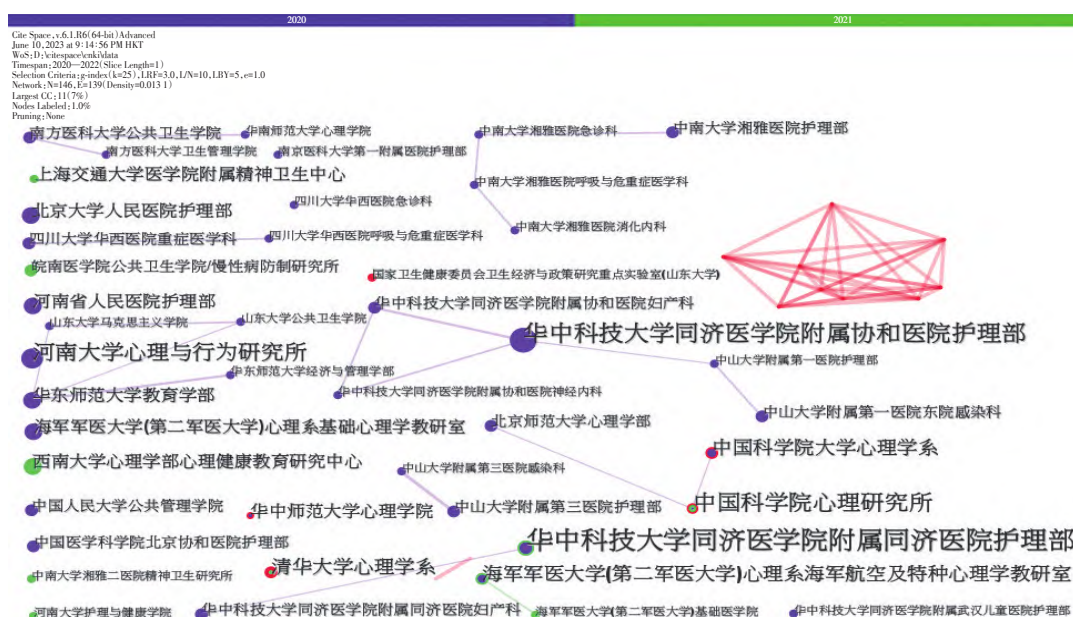 2020
2021
Cite Space,v.6.1.R6(64-bit)Advanced
June 10,2023 at 9:14:56 PM HKT
WoS:D:\citespace\cnki\data
Timespan:2020—2022(Slice Length=1)
Selection Criteria:g-index(k=25),LRF=3.0,L/N=10,LBY=5,e=1.0
Network:N=146,E=139(Density=0.013 1)
Largest CC:11(7%)
Nodes Labeled:1.0%
Pruning:None
南方医科大学公共卫生学院
华南师范大学心理学院
中南大学湘雅医院急诊科
中南大学湘雅医院护理部
南方医科大学卫生管理学院
南京医科大学第一附属医院护理部
上海交通大学医学院附属精神卫生中心
中南大学湘雅医院呼吸与危重症医学科
北京大学人民医院护理部
四川大学华西医院急诊科
中南大学湘雅医院消化内科
四川大学华西医院重症医学科
四川大学华西医院呼吸与危重症医学科
皖南医学院公共卫生学院/慢性病防制研究所
国家卫生健康委员会卫生经济与政策研究重点实验室(山东大学)
河南省人民医院护理部
华中科技大学同济医学院附属协和医院妇产科
山东大学马克思主义学院
山东大学公共卫生学院
华中科技大学同济医学院附属协和医院护理部
河南大学心理与行为研究所
中山大学附属第一医院护理部
华东师范大学经济与管理学部
华东师范大学教育学部
华中科技大学同济医学院附属协和医院神经内科
中山大学附属第一医院东院感染科
海军军医大学(第二军医大学)心理系基础心理学教研室
北京师范大学心理学部
中国科学院大学心理学系
西南大学心理学部心理健康教育研究中心
中山大学附属第三医院感染科
中国人民大学公共管理学院
华中师范大学心理学院
中山大学附属第三医院护理部
中国科学院心理研究所
中国医学科学院北京协和医院护理部
华中科技大学同济医学院附属同济医院护理部
中南大学湘雅二医院精神卫生研究所
清华大学心理学系
海军军医大学(第二军医大学)心理系海军航空及特种心理学教研室
河南大学护理与健康学院
华中科技大学同济医学院附属同济医院妇产科
海军军医大学(第二军医大学)基础医学院
华中科技大学同济医学院附属武汉儿童医院护理部